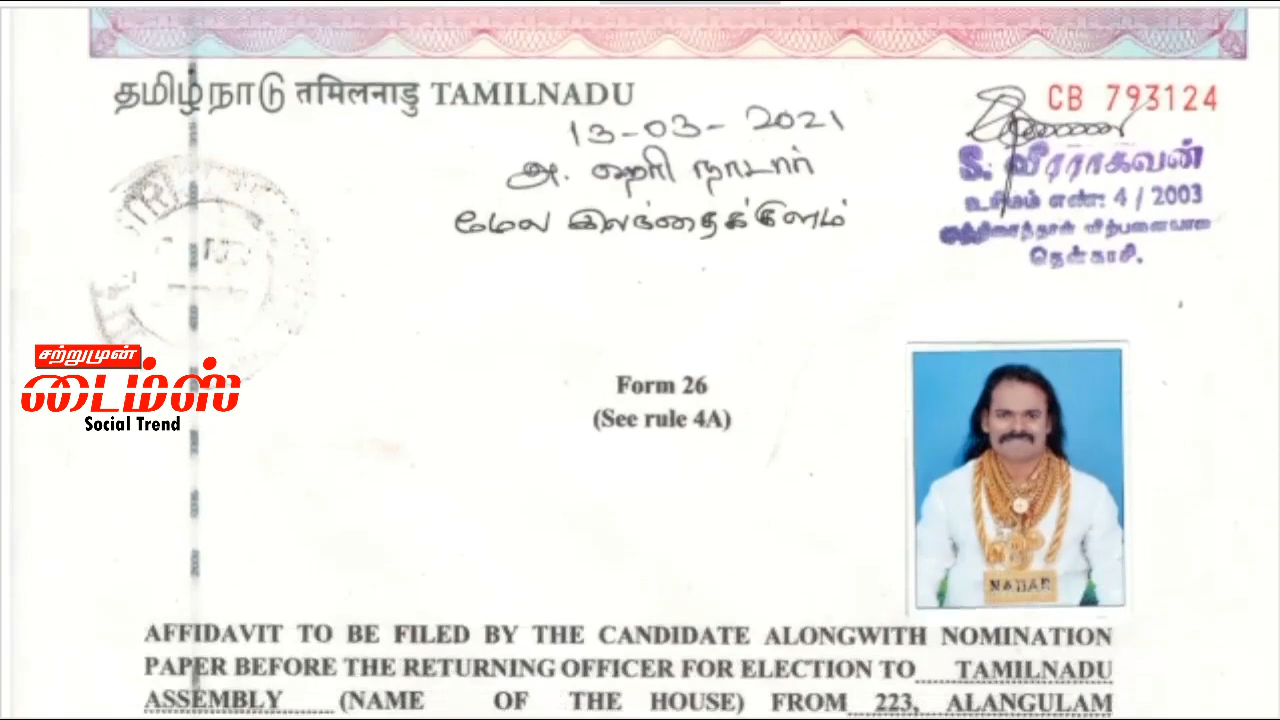 தமிழ்நாடு तमिलनाडु TAMILNADU
CB 793124
13-03-2021
அ. ஹரி நாடார்
மேல இலந்தைக்குளம்
S. வீரராகவன்
உரிமம் எண்: 4 / 2003
முத்திரைத்தாள் விற்பனையாளர்
தென்காசி.
சற்றுமுன்
டைம்ஸ்
Social Trend
Form 26
(See rule 4A)
NADAR
AFFIDAVIT TO BE FILED BY THE CANDIDATE ALONGWITH NOMINATION
PAPER BEFORE THE RETURNING OFFICER FOR ELECTION TO TAMILNADU
ASSEMBLY (NAME OF THE HOUSE) FROM 223, ALANGULAM